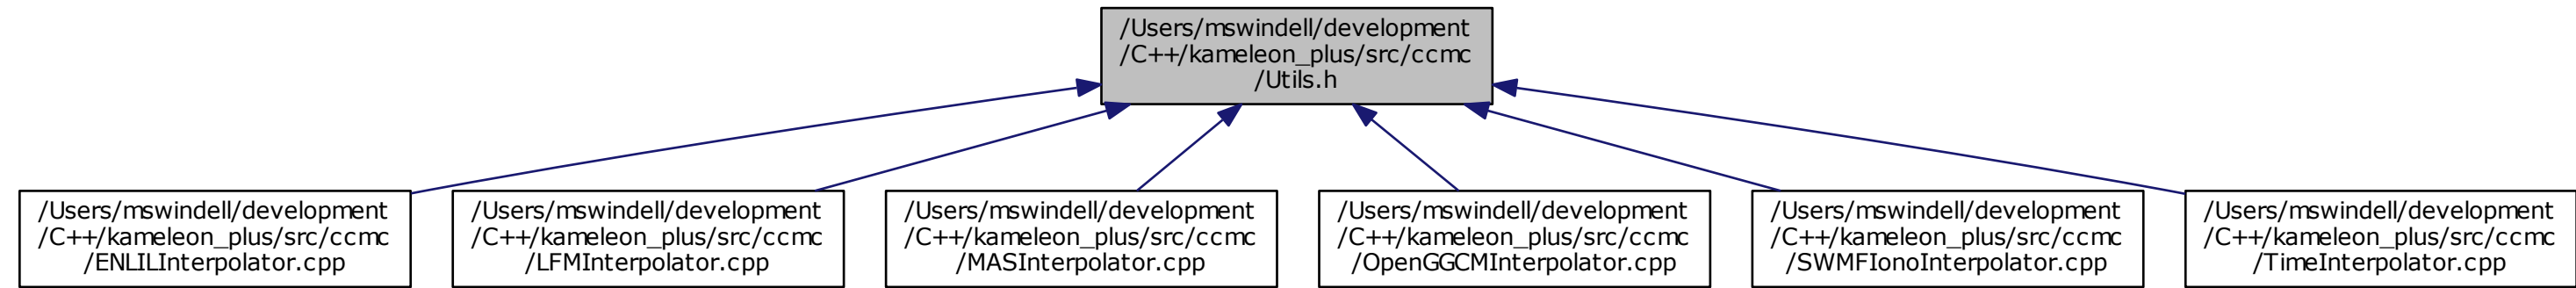 /Users/mswindell/development
/C++/kameleon_plus/src/ccmc
/Utils.h
/Users/mswindell/development
/C++/kameleon_plus/src/ccmc
/ENLILInterpolator.cpp
/Users/mswindell/development
/C++/kameleon_plus/src/ccmc
/LFMInterpolator.cpp
/Users/mswindell/development
/C++/kameleon_plus/src/ccmc
/MASInterpolator.cpp
/Users/mswindell/development
/C++/kameleon_plus/src/ccmc
/OpenGGCMInterpolator.cpp
/Users/mswindell/development
/C++/kameleon_plus/src/ccmc
/SWMFIonoInterpolator.cpp
/Users/mswindell/development
/C++/kameleon_plus/src/ccmc
/TimeInterpolator.cpp